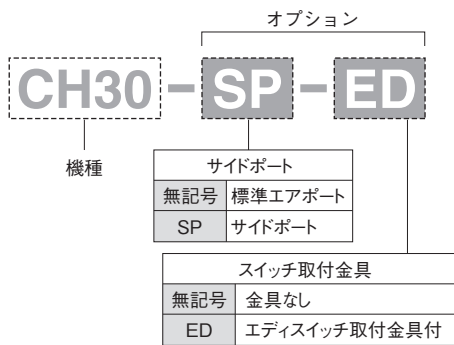 オプション
CH30-SP-ED
機種
サイドポート
無記号 標準エアポート
SP サイドポート
スイッチ取付金具
無記号 金具なし
ED エディスイッチ取付金具付